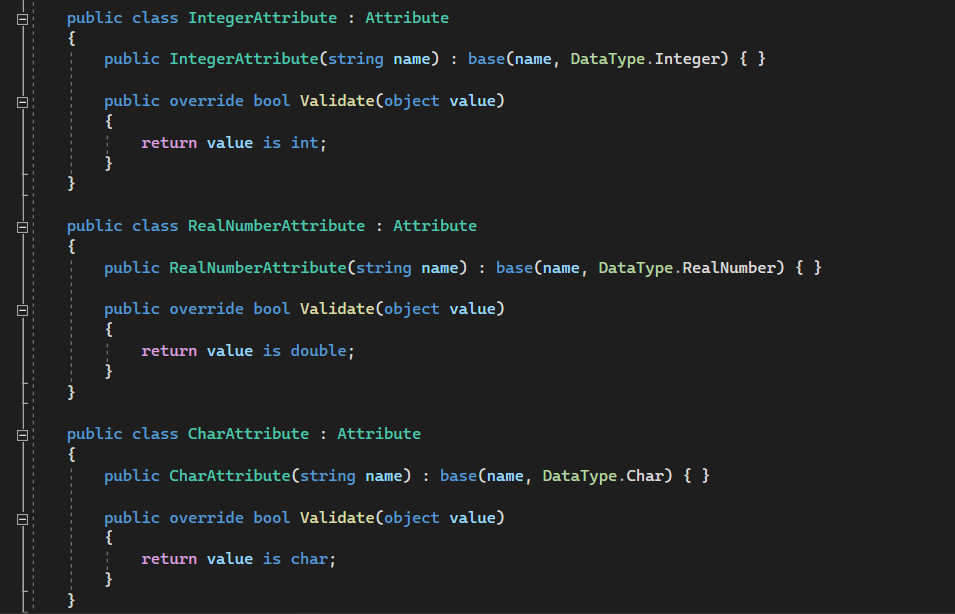 public class IntegerAttribute : Attribute
{
public IntegerAttribute(string name) : base(name, DataType.Integer) { }
public override bool Validate(object value)
{
return value is int;
}
}
public class RealNumberAttribute : Attribute
{
public RealNumberAttribute(string name) : base(name, DataType.RealNumber) { }
public override bool Validate(object value)
{
return value is double;
}
}
public class CharAttribute : Attribute
{
public CharAttribute(string name) : base(name, DataType.Char) { }
public override bool Validate(object value)
{
return value is char;
}
}